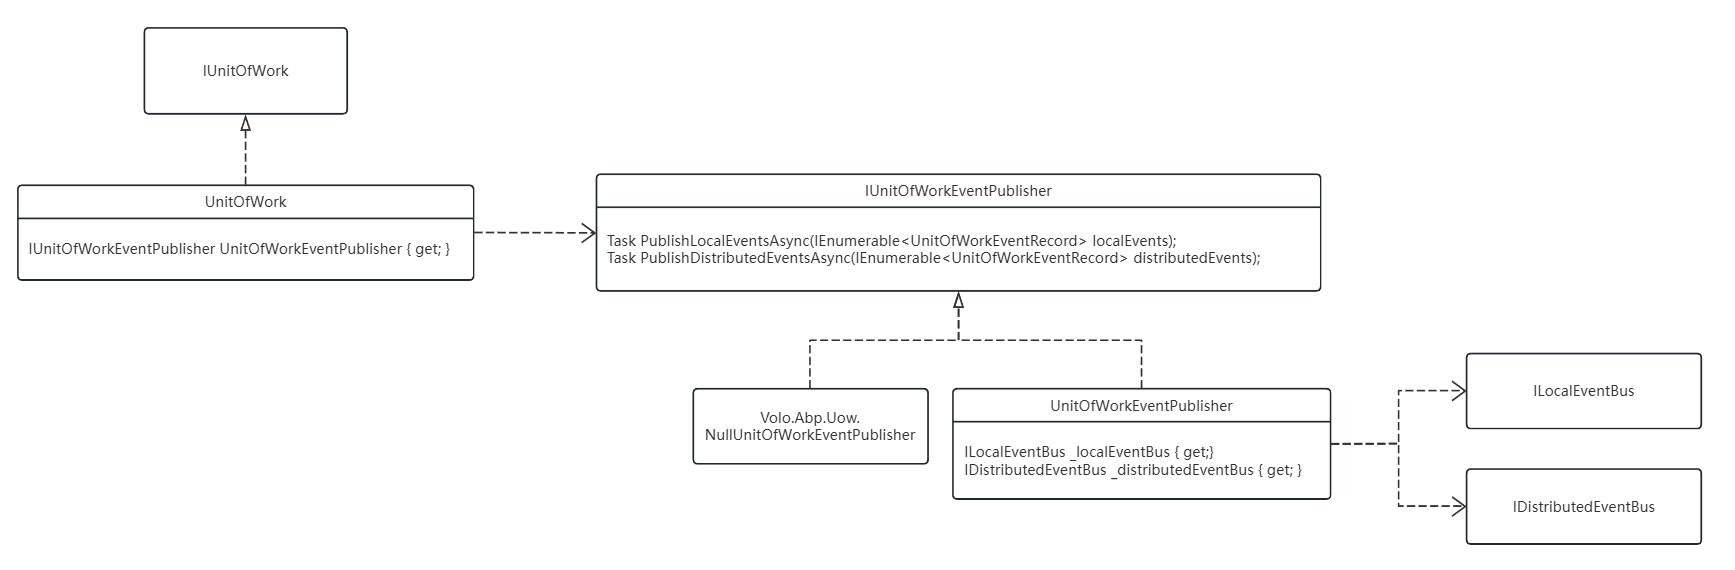 IUnitOfWork
UnitOfWork
IUnitOfWorkEventPublisher UnitOfWorkEventPublisher { get; }
IUnitOfWorkEventPublisher
Task PublishLocalEventsAsync(IEnumerable<UnitOfWorkEventRecord> localEvents);
Task PublishDistributedEventsAsync(IEnumerable<UnitOfWorkEventRecord> distributedEvents);
Volo.Abp.Uow.
NullUnitOfWorkEventPublisher
UnitOfWorkEventPublisher
ILocalEventBus _localEventBus { get;}
IDistributedEventBus _distributedEventBus { get; }
ILocalEventBus
IDistributedEventBus